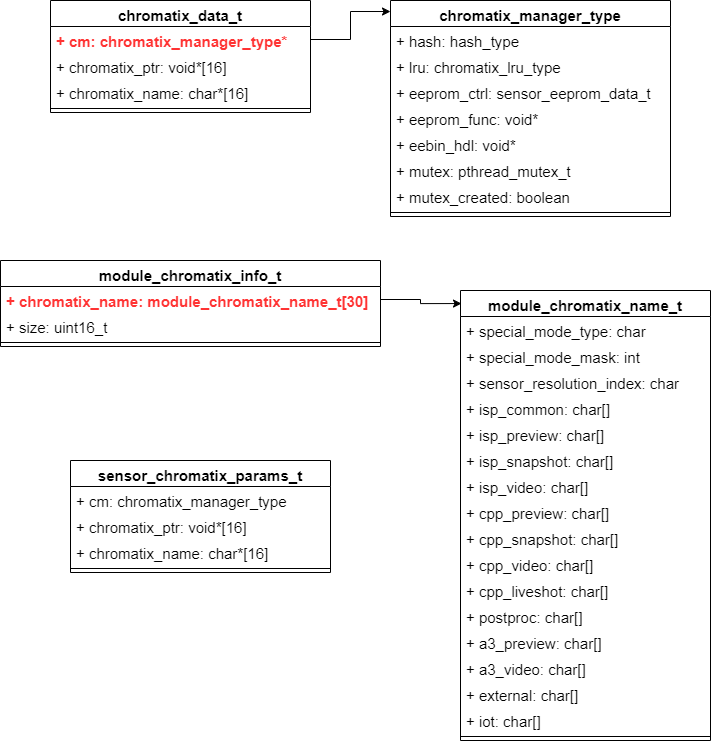 chromatix_data_t
+ cm: chromatix_manager_type*
+ chromatix_ptr: void*[16]
+ chromatix_name: char*[16]
chromatix_manager_type
+ hash: hash_type
+ lru: chromatix_lru_type
+ eeprom_ctrl: sensor_eeprom_data_t
+ eeprom_func: void*
+ eebin_hdl: void*
+ mutex: pthread_mutex_t
+ mutex_created: boolean
module_chromatix_info_t
+ chromatix_name: module_chromatix_name_t[30]
+ size: uint16_t
module_chromatix_name_t
+ special_mode_type: char
+ special_mode_mask: int
+ sensor_resolution_index: char
+ isp_common: char[]
+ isp_preview: char[]
+ isp_snapshot: char[]
+ isp_video: char[]
+ cpp_preview: char[]
+ cpp_snapshot: char[]
+ cpp_video: char[]
+ cpp_liveshot: char[]
+ postproc: char[]
+ a3_preview: char[]
+ a3_video: char[]
+ external: char[]
+ iot: char[]
sensor_chromatix_params_t
+ cm: chromatix_manager_type
+ chromatix_ptr: void*[16]
+ chromatix_name: char*[16]